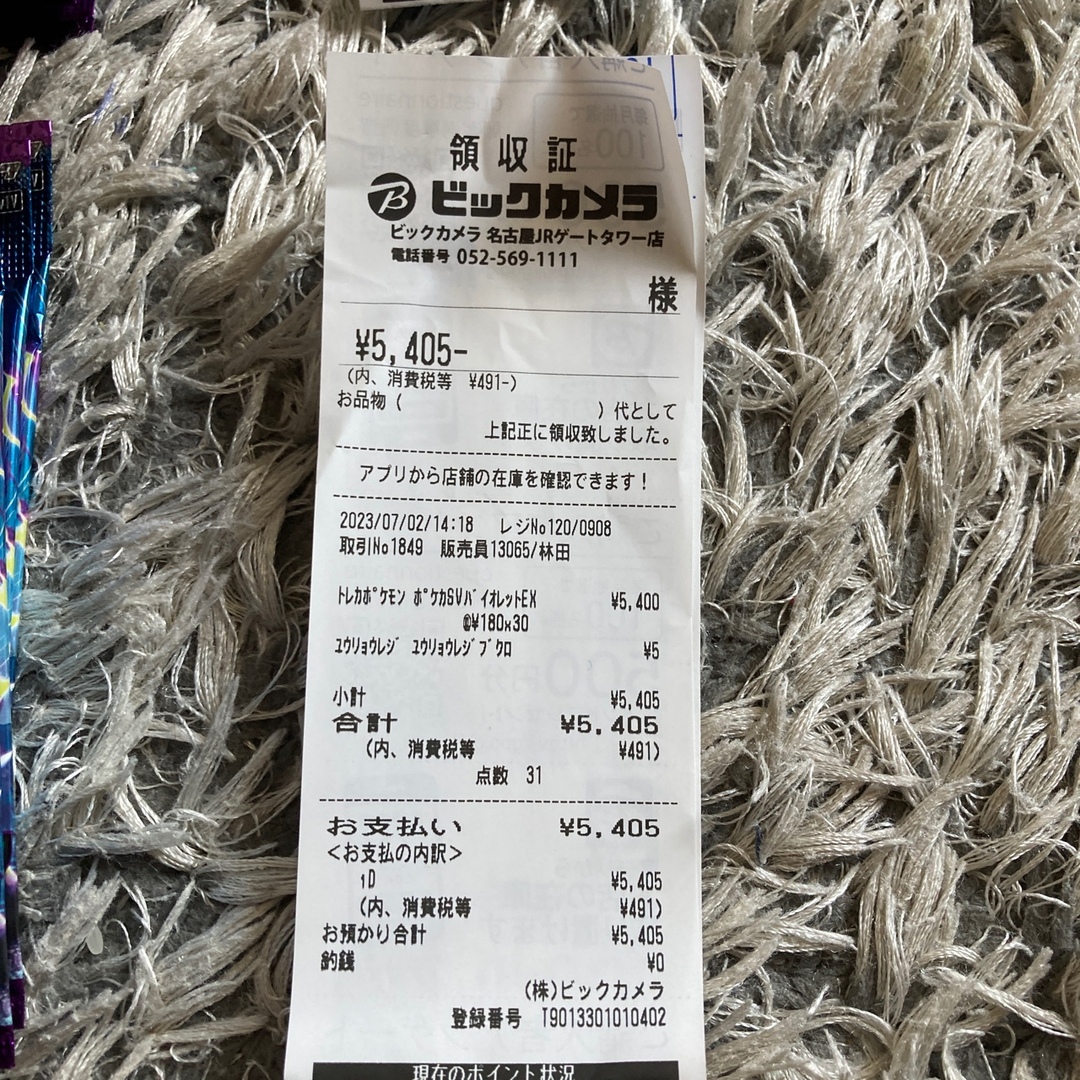 領収証
ビックカメラ
ビックカメラ 名古屋JRゲートタワー店
電話番号 052-569-1111
様
¥5,405-
(内、消費税等 ¥491-)
お品物( )代として
上記正に領収致しました。
アプリから店舗の在庫を確認できます!
2023/07/02/14:18 レジNo120/0908
取引No1849 販売員13065/林田
トレカポケモン ポケカSVバイオレットEX ¥5,400
@¥180x30
ユウリョウレジ ユウリョウレジブクロ ¥5
小計 ¥5,405
合計 ¥5,405
(内、消費税等 ¥491)
点数 31
お支払い ¥5,405
<お支払の内訳>
iD ¥5,405
(内、消費税等 ¥491)
お預かり合計 ¥5,405
釣銭 ¥0
(株)ビックカメラ
登録番号 T9013301010402
現在のポイント状況